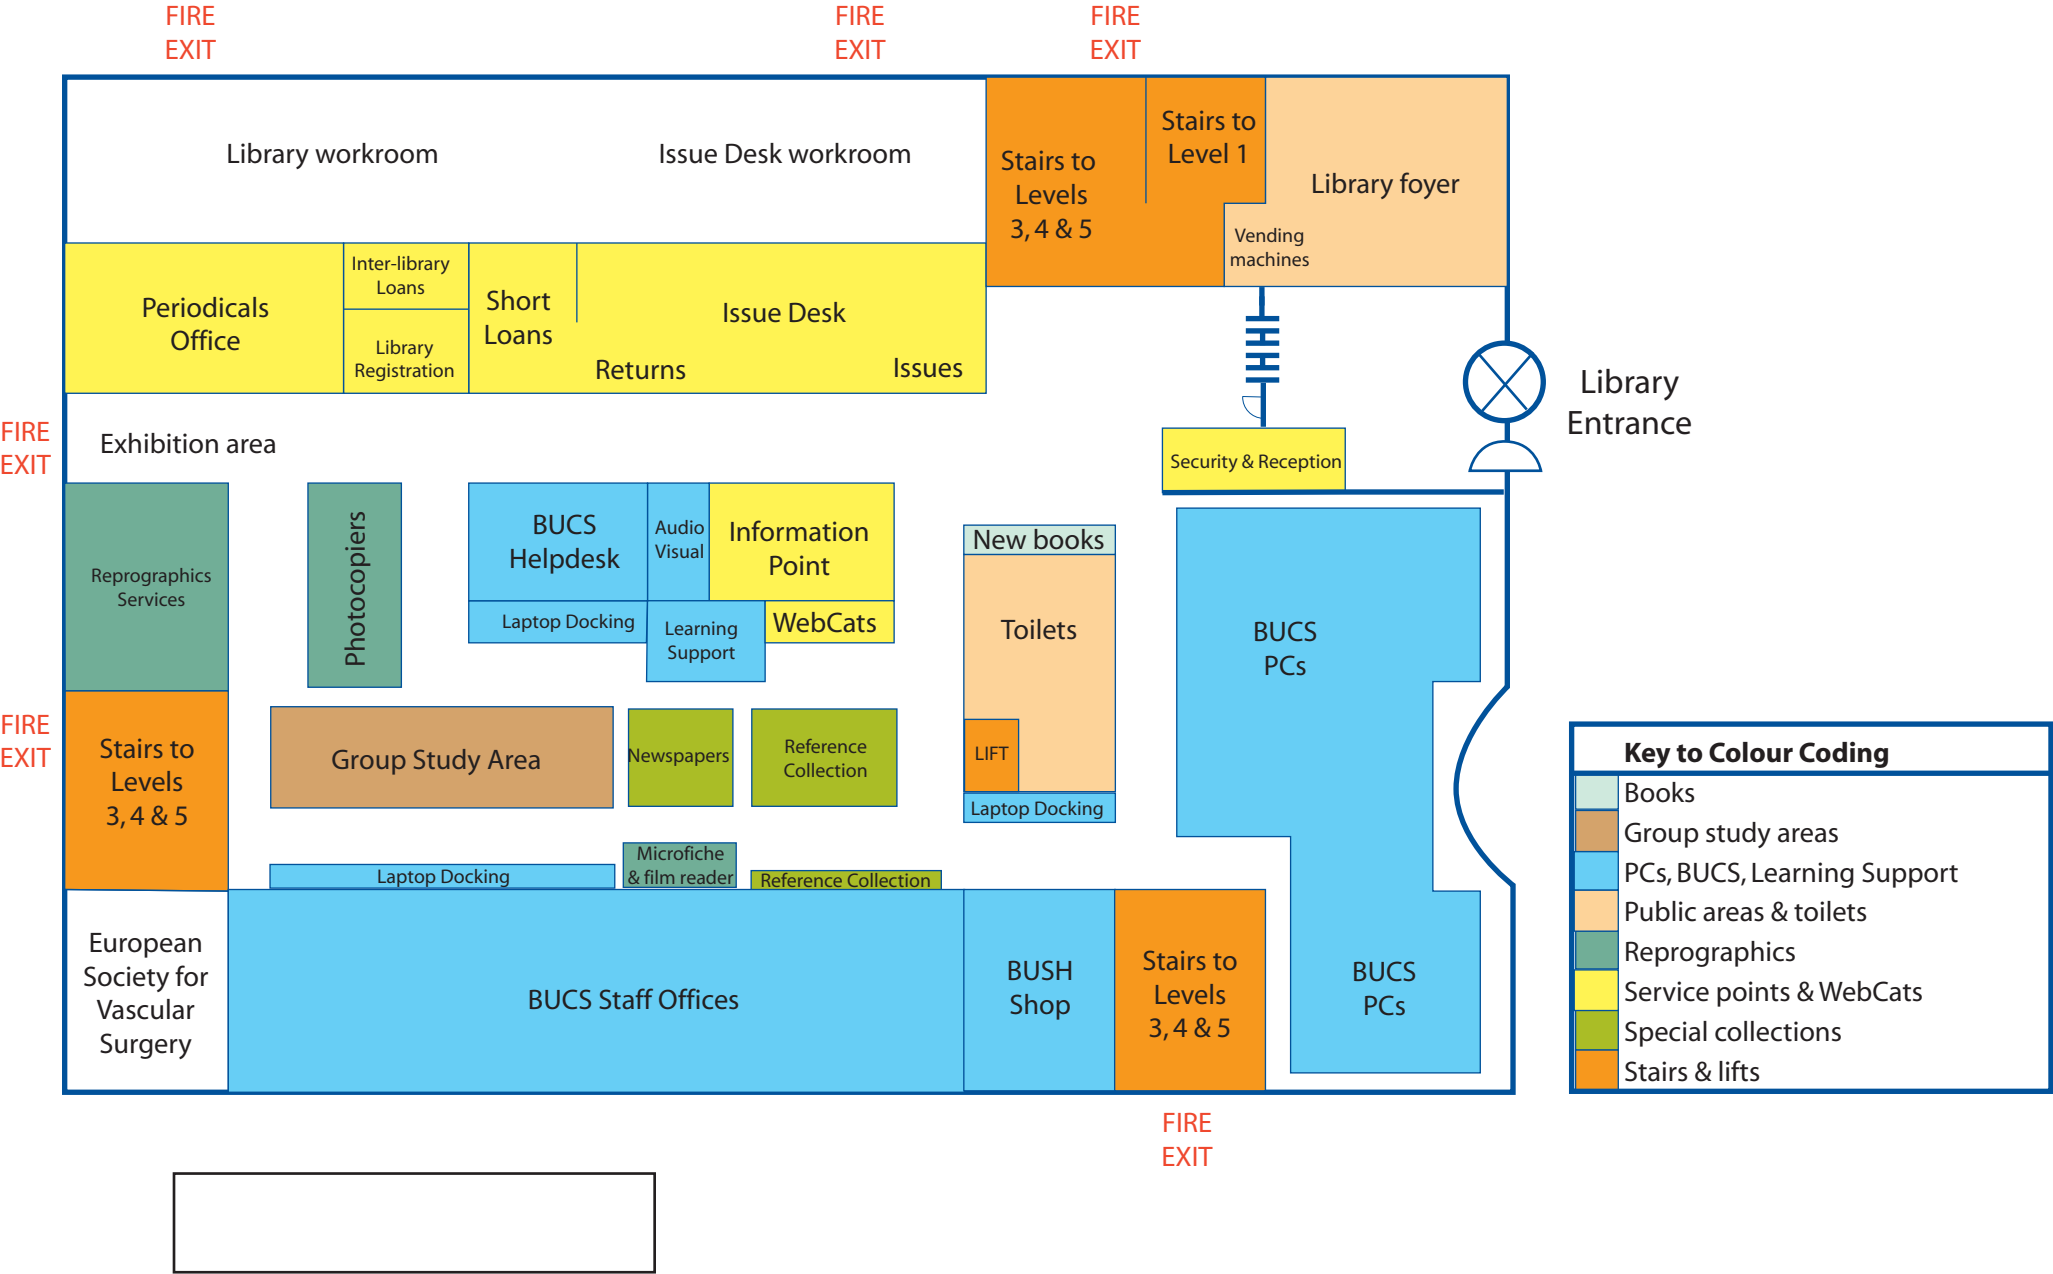 FIRE
EXIT
FIRE
EXIT
FIRE
EXIT
Library workroom
Issue Desk workroom
Stairs to
Levels
3, 4 & 5
Stairs to
Level 1
Library foyer
Vending
machines
Periodicals
Office
Inter-library
Loans
Library
Registration
Short
Loans
Issue Desk
Returns
Issues
Library
Entrance
FIRE
EXIT
Exhibition area
Security & Reception
Reprographics
Services
Photocopiers
BUCS
Helpdesk
Audio
Visual
Information
Point
Laptop Docking
Learning
Support
WebCats
New books
Toilets
LIFT
Laptop Docking
BUCS
PCs
FIRE
EXIT
Stairs to
Levels
3, 4 & 5
Group Study Area
Newspapers
Reference
Collection
Laptop Docking
Microfiche
& film reader
Reference Collection
European
Society for
Vascular
Surgery
BUCS Staff Offices
BUSH
Shop
Stairs to
Levels
3, 4 & 5
BUCS
PCs
Key to Colour Coding
Books
Group study areas
PCs, BUCS, Learning Support
Public areas & toilets
Reprographics
Service points & WebCats
Special collections
Stairs & lifts
FIRE
EXIT